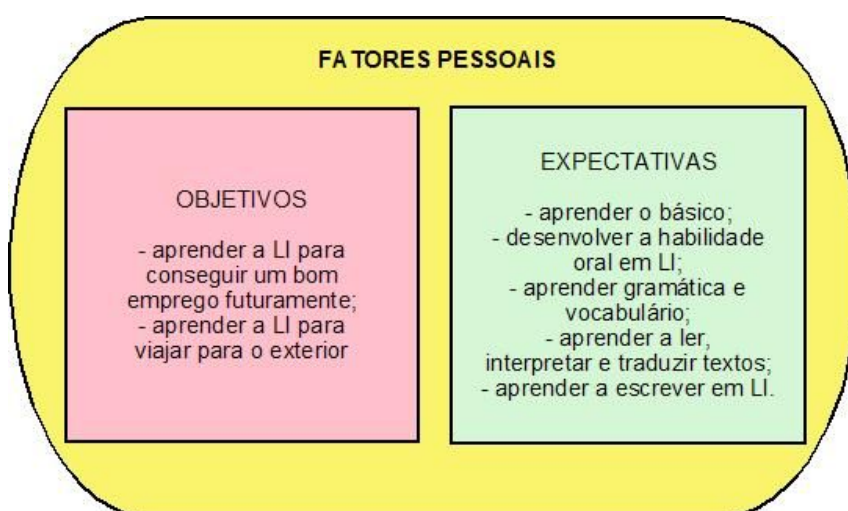 FATORES PESSOAIS
OBJETIVOS
- aprender a LI para
conseguir um bom
emprego futuramente;
- aprender a LI para
viajar para o exterior
EXPECTATIVAS
- aprender o básico;
- desenvolver a habilidade
oral em LI;
- aprender gramática e
vocabulário;
- aprender a ler,
interpretar e traduzir textos;
- aprender a escrever em LI.